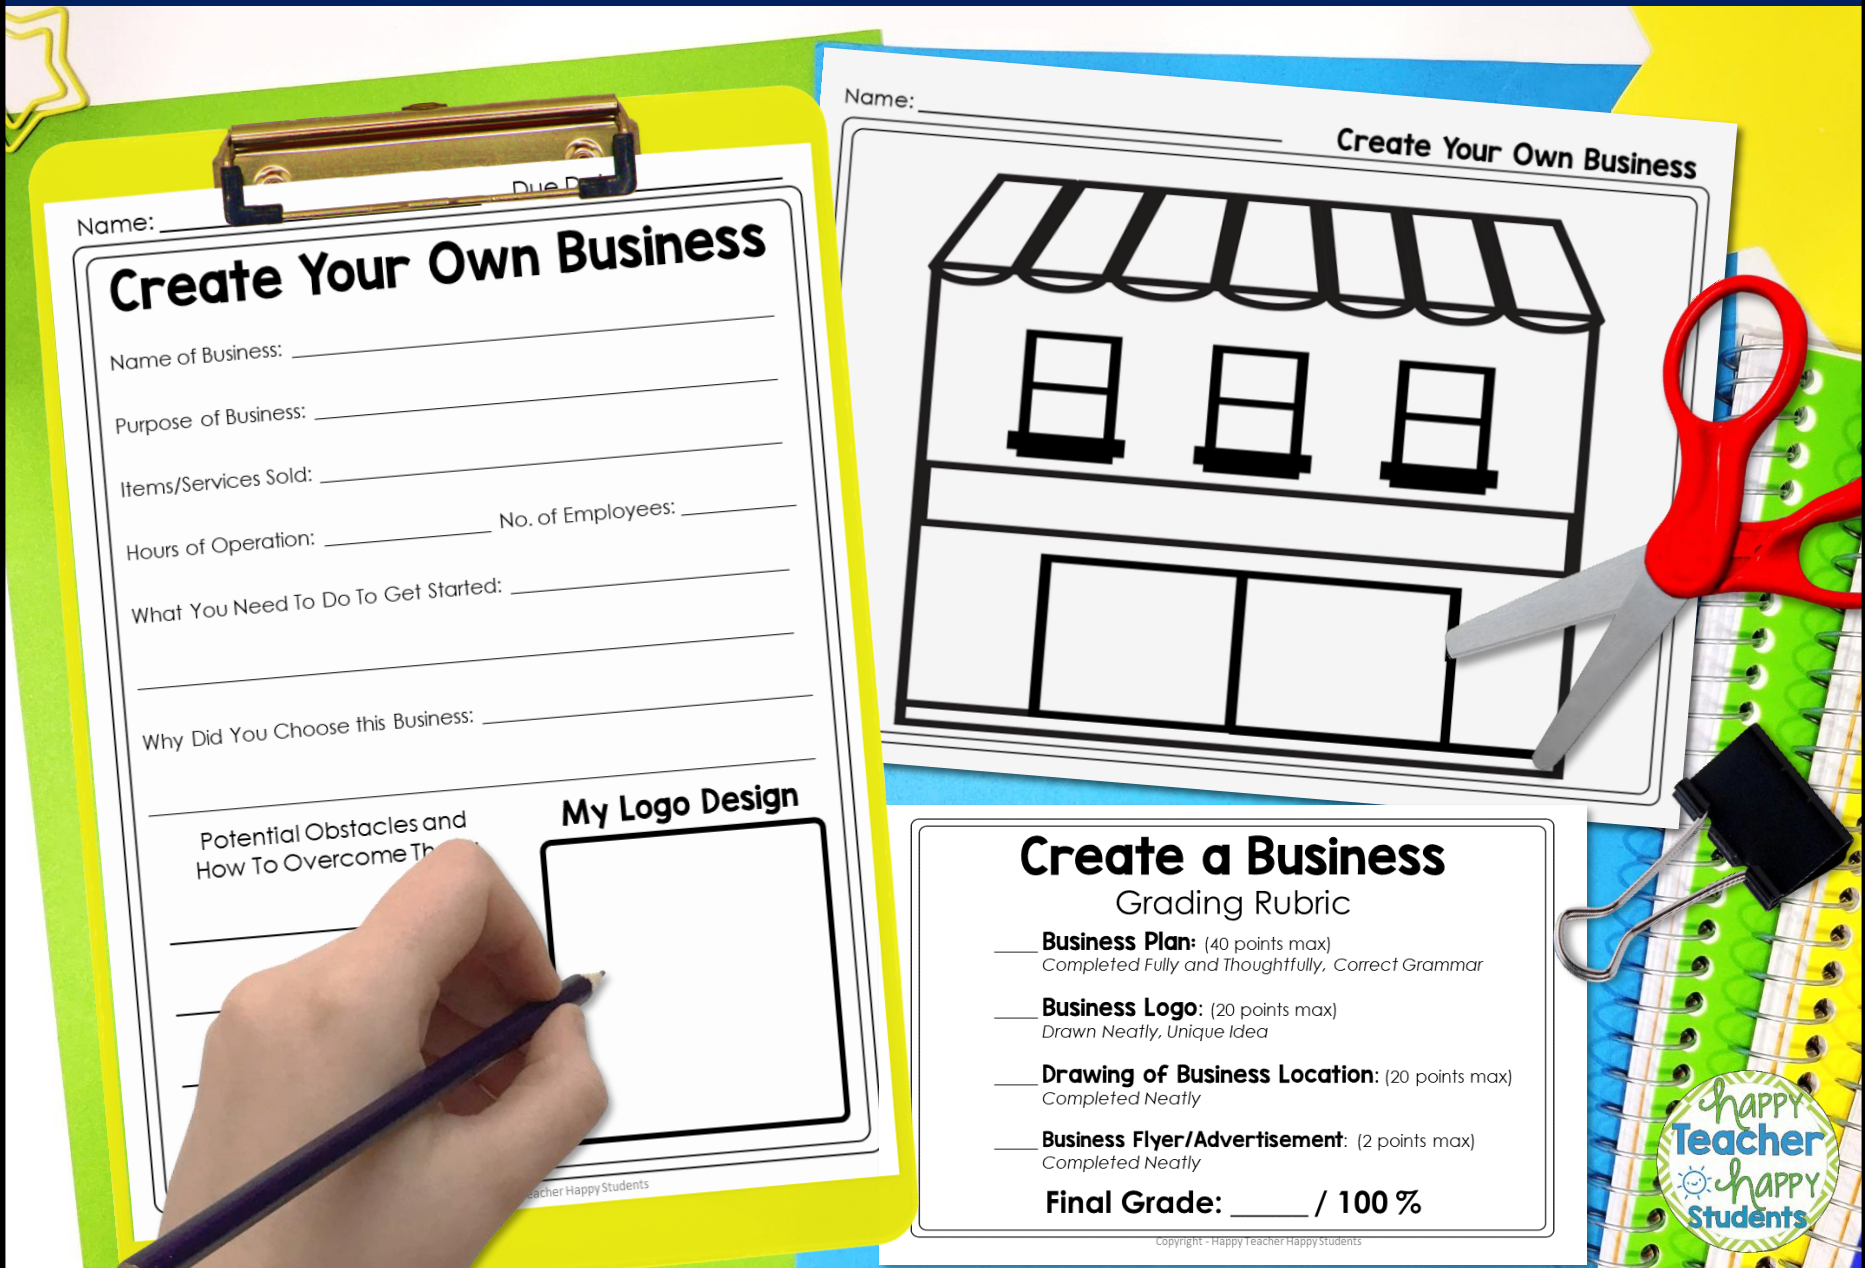 Name:
Create Your Own Business
Name of Business:
Purpose of Business:
Items/Services Sold:
Hours of Operation: No. of Employees:
What You Need To Do To Get Started:
Why Did You Choose this Business:
Potential Obstacles and
How To Overcome
My Logo Design
Happy Students
Name:
Create Your Own Business
Create a Business
Grading Rubric
Business Plan: (40 points max)
Completed Fully and Thoughtfully, Correct Grammar
Business Logo: (20 points max)
Drawn Neatly, Unique Idea
Drawing of Business Location: (20 points max)
Completed Neatly
Business Flyer/Advertisement: (2 points max)
Completed Neatly
Final Grade: / 100 %
Copyright - Happy Teacher Happy Students
happy
Teacher
happy
Students